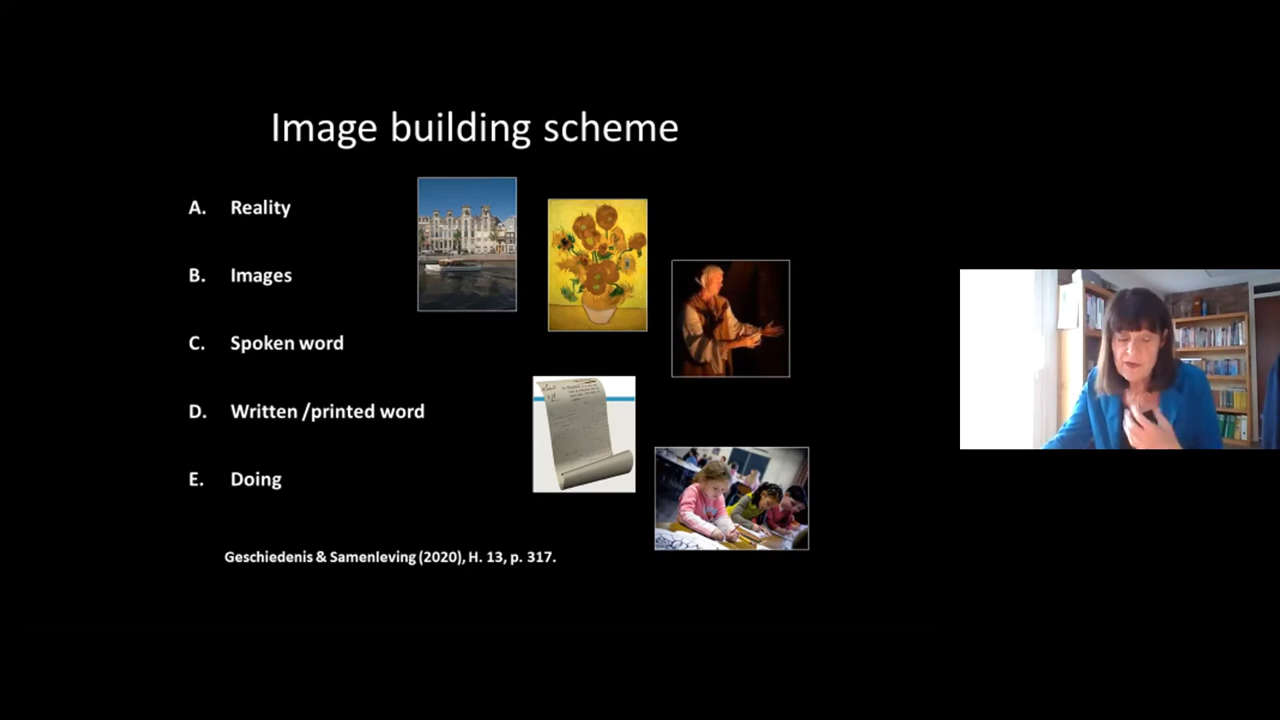 Image building scheme
A. Reality
B. Images
C. Spoken word
D. Written /printed word
E. Doing
Geschiedenis & Samenleving (2020), H. 13, p. 317.